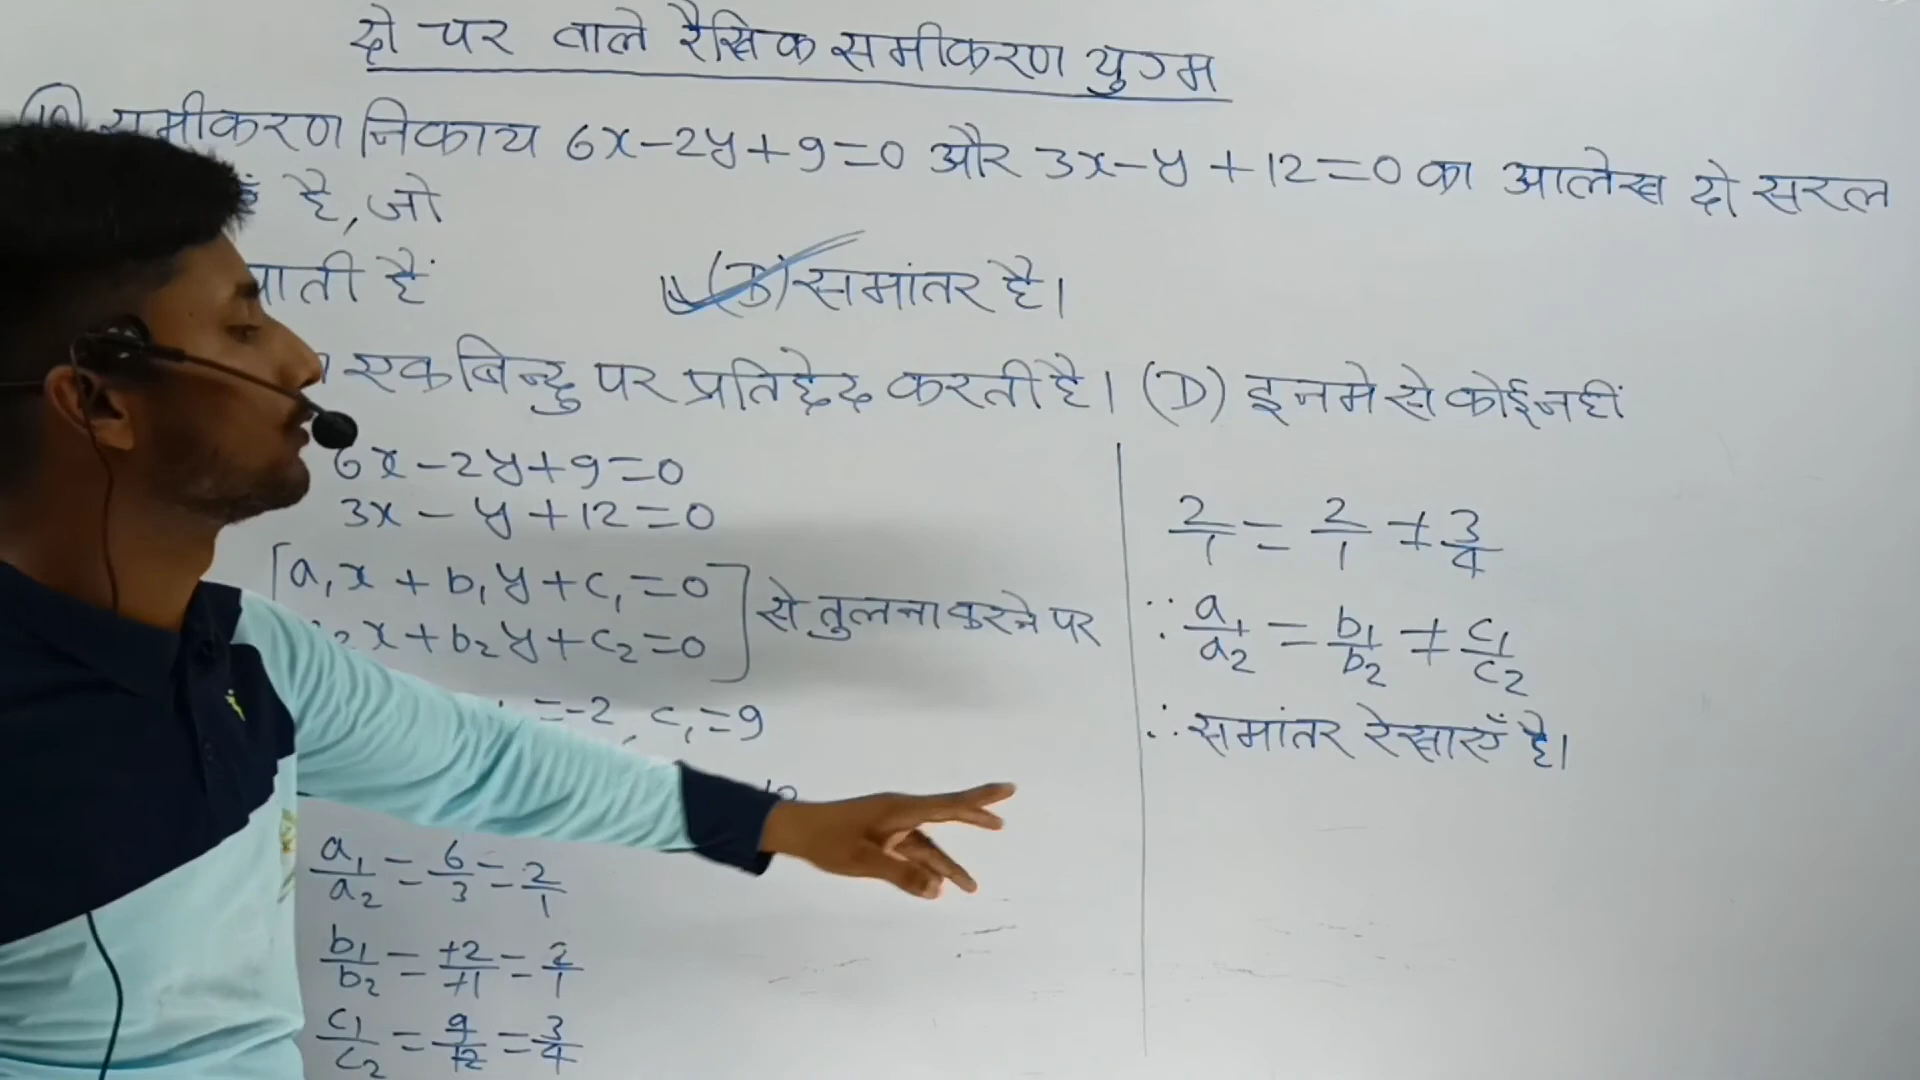 दो चर वाले रैखिक समीकरण युग्म
समीकरण निकाय 6x-2y+9=0 और 3x-y+12=0 का आलेख दो सरल
है, जो
जाती हैं
(B) समांतर है।
एक बिन्दु पर प्रतिछेद करती है। (D) इनमे से कोई नहीं
6x-2y+9=0
3x-y+12=0
[a₁x+b₁y+c₁=0
₂x+b₂y+c₂=0] से तुलना करने पर
=-2, c₁=9
12
a₁/a₂ = 6/3 = 2/1
b₁/b₂ = +2/+1 = 2/1
c₁/c₂ = 9/12 = 3/4
2/1 = 2/1 ≠ 3/4
∵ a₁/a₂ = b₁/b₂ ≠ c₁/c₂
∴ समांतर रेखाएँ है।